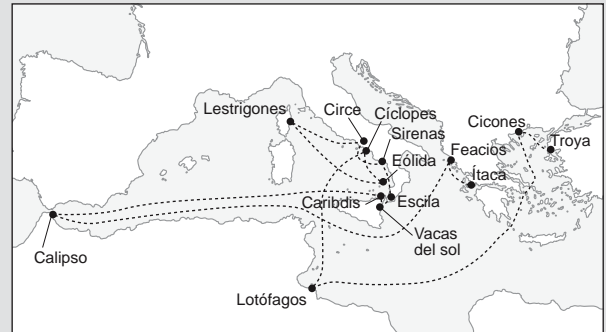 Lestrigones
Circe
Cíclopes
Sirenas
Eólida
Cicones
Troya
Feacios
Ítaca
Caribdis
Escila
Vacas
del sol
Calipso
Lotófagos